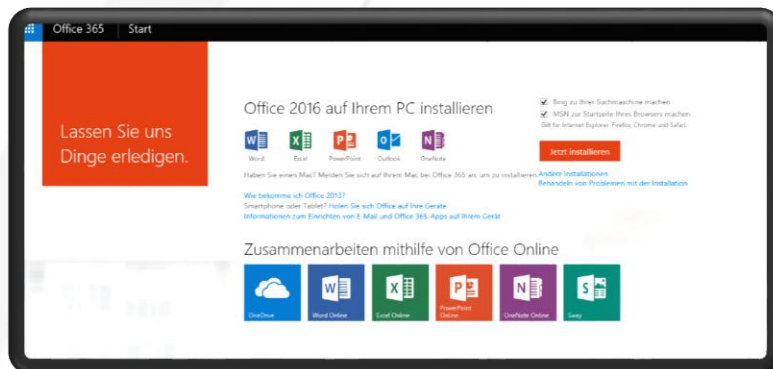 Office 365 Start
Lassen Sie uns
Dinge erledigen.
Office 2016 auf Ihrem PC installieren
Word Excel PowerPoint Outlook OneNote
Haben Sie einen Mac? Melden Sie sich auf Ihrem Mac bei Office 365 an, um zu installieren.
Wie bekomme ich Office 2013?
Smartphone oder Tablet? Holen Sie sich Office auf Ihre Geräte
Informationen zum Einrichten von E-Mail und Office 365-Apps auf Ihrem Gerät
Bing zu Ihrer Suchmaschine machen
MSN zur Startseite Ihres Browsers machen
Gilt für Internet Explorer, Firefox, Chrome und Safari.
Jetzt installieren
Andere Installationen
Behandeln von Problemen mit der Installation
Zusammenarbeiten mithilfe von Office Online
OneDrive
Word Online
Excel Online
PowerPoint
Online
OneNote Online
Sway